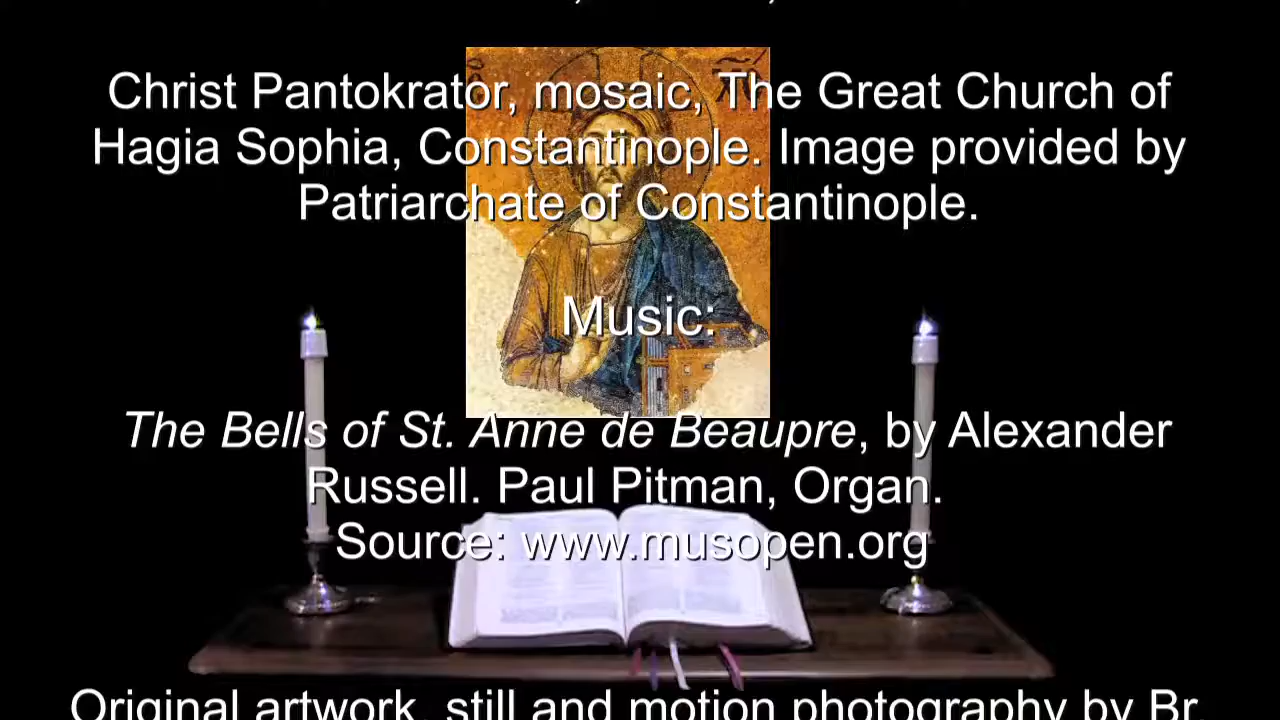 Christ Pantokrator, mosaic, The Great Church of
Hagia Sophia, Constantinople. Image provided by
Patriarchate of Constantinople.
Music:
The Bells of St. Anne de Beaupre, by Alexander
Russell. Paul Pitman, Organ.
Source: www.musopen.org
Original artwork, still and motion photography by Br